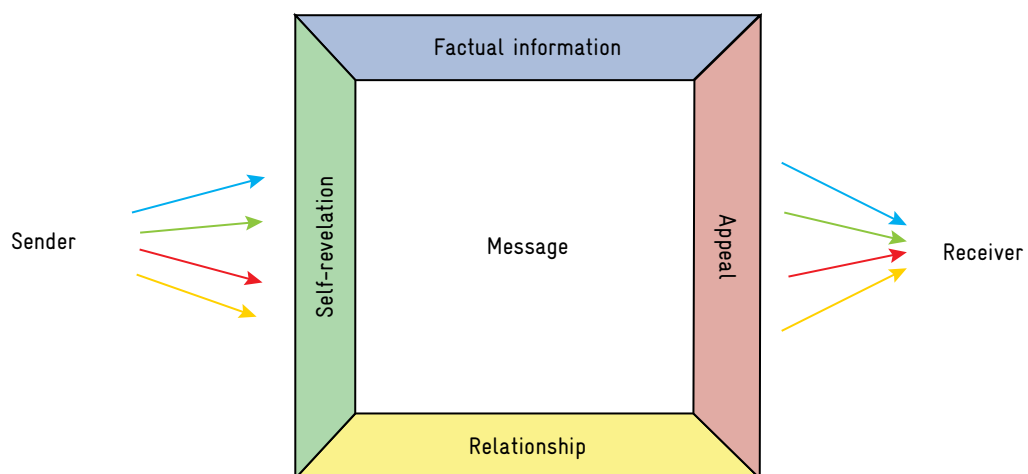 Factual information
Self-revelation
Sender
Message
Appeal
Receiver
Relationship